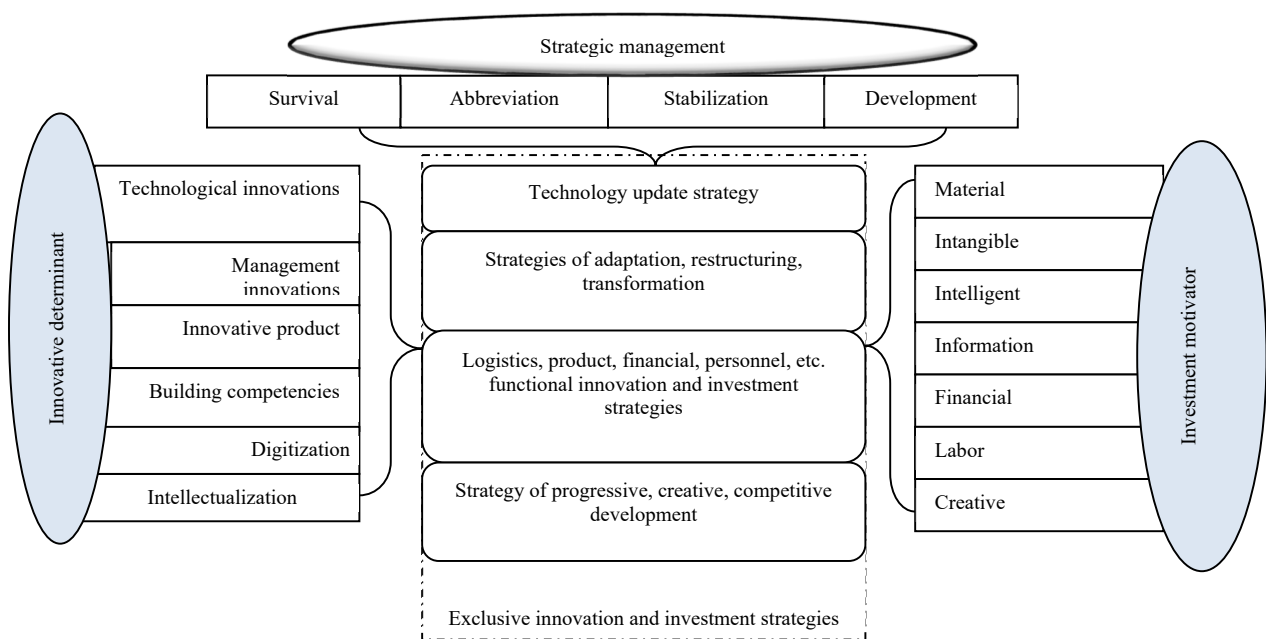 Strategic management
Survival
Abbreviation
Stabilization
Development
Innovative determinant
Technological innovations
Management
innovations
Innovative product
Building competencies
Digitization
Intellectualization
Technology update strategy
Strategies of adaptation, restructuring,
transformation
Logistics, product, financial, personnel, etc.
functional innovation and investment
strategies
Strategy of progressive, creative, competitive
development
Exclusive innovation and investment strategies
Material
Intangible
Intelligent
Information
Financial
Labor
Creative
Investment motivator